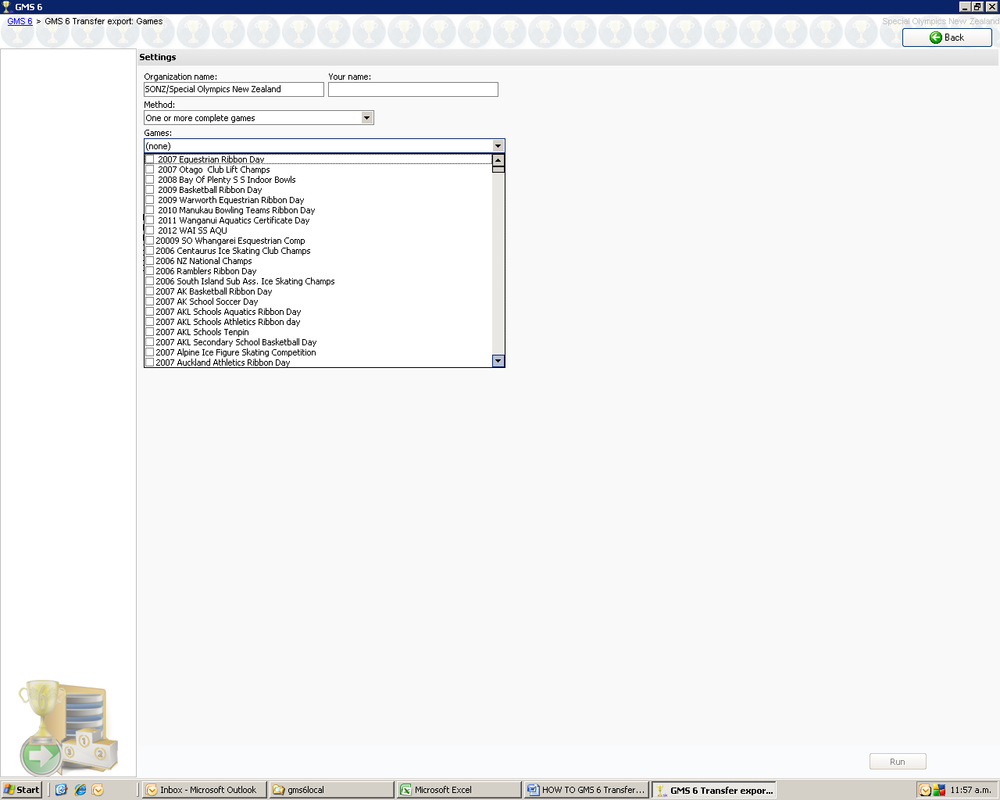 GMS 6
GMS 6 > GMS 6 Transfer export: Games
Special Olympics New Zealand
Back
Settings
Organization name: Your name:
SONZ/Special Olympics New Zealand
Method:
One or more complete games
Games:
(none)
2007 Equestrian Ribbon Day
2007 Otago  Club Lift Champs
2008 Bay Of Plenty S S Indoor Bowls
2009 Basketball Ribbon Day
2009 Warworth Equestrian Ribbon Day
2010 Manukau Bowling Teams Ribbon Day
2011 Wanganui Aquatics Certificate Day
2012 WAI SS AQU
20009 SO Whangarei Esquestrian Comp
2006 Centaurus Ice Skating Club Champs
2006 NZ National Champs
2006 Ramblers Ribbon Day
2006 South Island Sub Ass. Ice Skating Champs
2007 AK Basketball Ribbon Day
2007 AK School Soccer Day
2007 AKL Schools Aquatics Ribbon Day
2007 AKL Schools Athletics Ribbon day
2007 AKL Schools Tenpin
2007 AKL Secondary School Basketball Day
2007 Alpine Ice Figure Skating Competition
2007 Auckland Athletics Ribbon Day
1
2
3
Run
Start
Inbox - Microsoft Outlook
gms6local
Microsoft Excel
HOW TO GMS 6 Transfer...
GMS 6 Transfer expor...
11:57 a.m.